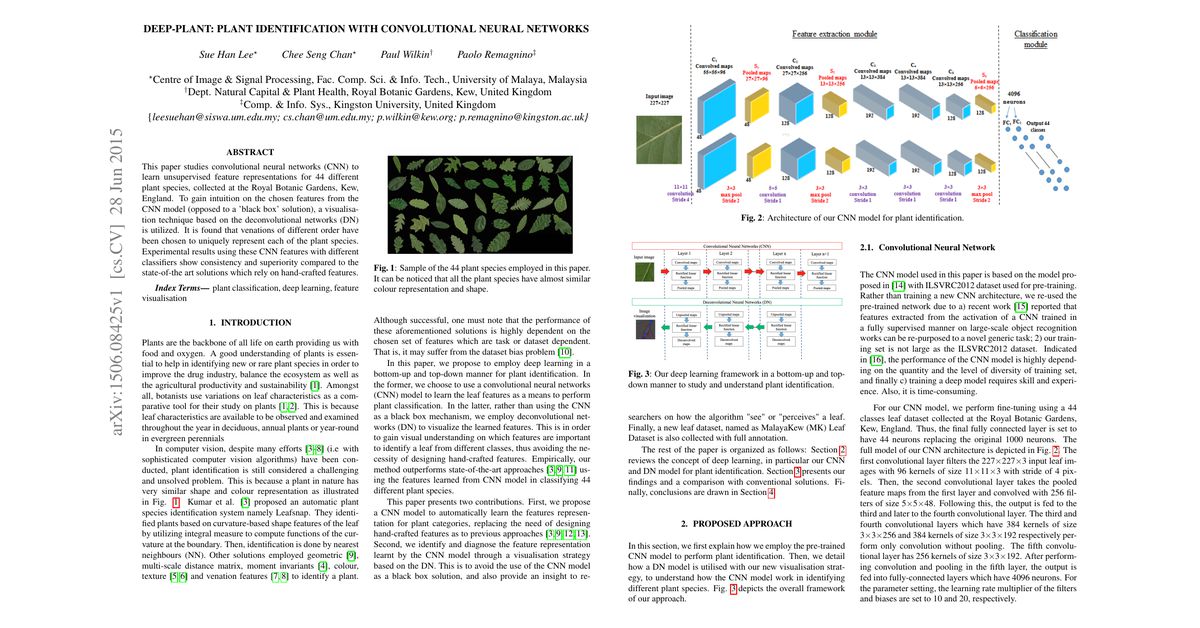 DEEP-PLANT: PLANT IDENTIFICATION WITH CONVOLUTIONAL NEURAL NETWORKS
Sue Han Lee⋆ Chee Seng Chan⋆ Paul Wilkin† Paolo Remagnino‡
⋆Centre of Image & Signal Processing, Fac. Comp. Sci. & Info. Tech., University of Malaya, Malaysia
†Dept. Natural Capital & Plant Health, Royal Botanic Gardens, Kew, United Kingdom
‡Comp. & Info. Sys., Kingston University, United Kingdom
{leesuehan@siswa.um.edu.my; cs.chan@um.edu.my; p.wilkin@kew.org; p.remagnino@kingston.ac.uk}
arXiv:1506.08425v1 [cs.CV] 28 Jun 2015
ABSTRACT
This paper studies convolutional neural networks (CNN) to
learn unsupervised feature representations for 44 different
plant species, collected at the Royal Botanic Gardens, Kew,
England. To gain intuition on the chosen features from the
CNN model (opposed to a 'black box' solution), a visualisation
technique based on the deconvolutional networks (DN)
is utilized. It is found that venations of different order have
been chosen to uniquely represent each of the plant species.
Experimental results using these CNN features with different
classifiers show consistency and superiority compared to the
state-of-the art solutions which rely on hand-crafted features.
Index Terms— plant classification, deep learning, feature
visualisation
1. INTRODUCTION
Plants are the backbone of all life on earth providing us with
food and oxygen. A good understanding of plants is essen-
tial to help in identifying new or rare plant species in order to
improve the drug industry, balance the ecosystem as well as
the agricultural productivity and sustainability [1]. Amongst
all, botanists use variations on leaf characteristics as a com-
parative tool for their study on plants [1,2]. This is because
leaf characteristics are available to be observed and examined
throughout the year in deciduous, annual plants or year-round
in evergreen perennials
In computer vision, despite many efforts [3–8] (i.e with
sophisticated computer vision algorithms) have been con-
ducted, plant identification is still considered a challenging
and unsolved problem. This is because a plant in nature has
very similar shape and colour representation as illustrated
in Fig. 1. Kumar et al. [3] proposed an automatic plant
species identification system namely Leafsnap. They identi-
fied plants based on curvature-based shape features of the leaf
by utilizing integral measure to compute functions of the cur-
vature at the boundary. Then, identification is done by nearest
neighbours (NN). Other solutions employed geometric [9],
multi-scale distance matrix, moment invariants [4], colour,
texture [5,6] and venation features [7,8] to identify a plant.
Fig. 1: Sample of the 44 plant species employed in this paper.
It can be noticed that all the plant species have almost similar
colour representation and shape.
Although successful, one must note that the performance of
these aforementioned solutions is highly dependent on the
chosen set of features which are task or dataset dependent.
That is, it may suffer from the dataset bias problem [10].
In this paper, we propose to employ deep learning in a
bottom-up and top-down manner for plant identification. In
the former, we choose to use a convolutional neural networks
(CNN) model to learn the leaf features as a means to perform
plant classification. In the latter, rather than using the CNN
as a black box mechanism, we employ deconvolutional net-
works (DN) to visualize the learned features. This is in order
to gain visual understanding on which features are important
to identify a leaf from different classes, thus avoiding the ne-
cessity of designing hand-crafted features. Empirically, our
method outperforms state-of-the-art approaches [3,9,11] us-
ing the features learned from CNN model in classifying 44
different plant species.
This paper presents two contributions. First, we propose
a CNN model to automatically learn the features representa-
tion for plant categories, replacing the need of designing
hand-crafted features as to previous approaches [3,9,12,13].
Second, we identify and diagnose the feature representation
learnt by the CNN model through a visualisation strategy
based on the DN. This is to avoid the use of the CNN model
as a black box solution, and also provide an insight to re-
Feature extraction module
Classification
module
Input image
227×227
C1
Convolved maps
55×55×96
S1
Pooled maps
27×27×96
C2
Convolved maps
27×27×256
S2
Pooled maps
13×13×256
C3
Convolved maps
13×13×384
C4
Convolved maps
13×13×384
C5
Convolved maps
13×13×256
S5
Pooled maps
6×6×256
4096
neurons
FC1 FC2
Output 44
classes
48 48 128 128 192 192 128 128
48 48 128 128 192 192 128 128
11×11
convolution
Stride 4
3×3
max pool
Stride 1
5×5
convolution
Stride 1
3×3
max pool
Stride 2
3×3
convolution
Stride 1
3×3
convolution
Stride 1
3×3
convolution
Stride 1
3×3
max pool
Stride 2
Fig. 2: Architecture of our CNN model for plant identification.
Convolutional Neural Networks (CNN)
Input image
Layer 1 Layer 2 Layer n Layer n+1
Convolved maps
Rectified linear function
Pooled maps
Deconvolutional Neural Networks (DN)
Image visualisation
Unpooled maps
Rectified linear function
Deconvolved maps
Fig. 3: Our deep learning framework in a bottom-up and top-
down manner to study and understand plant identification.
searchers on how the algorithm "see" or "perceives" a leaf.
Finally, a new leaf dataset, named as MalayaKew (MK) Leaf
Dataset is also collected with full annotation.
The rest of the paper is organized as follows: Section 2
reviews the concept of deep learning, in particular our CNN
and DN model for plant identification. Section 3 presents our
findings and a comparison with conventional solutions. Fi-
nally, conclusions are drawn in Section 4.
2. PROPOSED APPROACH
In this section, we first explain how we employ the pre-trained
CNN model to perform plant identification. Then, we detail
how a DN model is utilised with our new visualisation strat-
egy, to understand how the CNN model work in identifying
different plant species. Fig. 3 depicts the overall framework
of our approach.
2.1. Convolutional Neural Network
The CNN model used in this paper is based on the model pro-
posed in [14] with ILSVRC2012 dataset used for pre-training.
Rather than training a new CNN architecture, we re-used the
pre-trained network due to a) recent work [15] reported that
features extracted from the activation of a CNN trained in
a fully supervised manner on large-scale object recognition
works can be re-purposed to a novel generic task; 2) our train-
ing set is not large as the ILSVRC2012 dataset. Indicated
in [16], the performance of the CNN model is highly depend-
ing on the quantity and the level of diversity of training set,
and finally c) training a deep model requires skill and experi-
ence. Also, it is time-consuming.
For our CNN model, we perform fine-tuning using a 44
classes leaf dataset collected at the Royal Botanic Gardens,
Kew, England. Thus, the final fully connected layer is set to
have 44 neurons replacing the original 1000 neurons. The
full model of our CNN architecture is depicted in Fig. 2. The
first convolutional layer filters the 227×227×3 input leaf im-
ages with 96 kernels of size 11×11×3 with stride of 4 pix-
els. Then, the second convolutional layer takes the pooled
feature maps from the first layer and convolved with 256 fil-
ters of size 5×5×48. Following this, the output is fed to the
third and later to the fourth convolutional layer. The third and
fourth convolutional layers which have 384 kernels of size
3×3×256 and 384 kernels of size 3×3×192 respectively per-
form only convolution without pooling. The fifth convolu-
tional layer has 256 kernels of size 3×3×192. After perform-
ing convolution and pooling in the fifth layer, the output is
fed into fully-connected layers which have 4096 neurons. For
the parameter setting, the learning rate multiplier of the filters
and biases are set to 10 and 20, respectively.